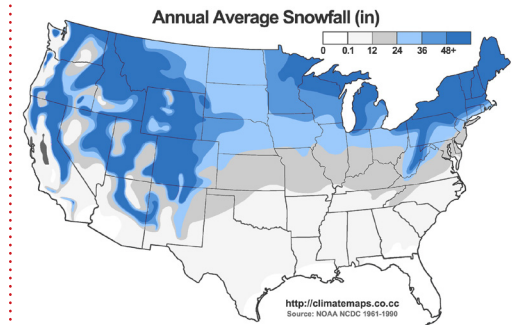 Annual Average Snowfall (in)
0 0.1 12 24 36 48+
http://climatemaps.co.cc
Source: NOAA NCDC 1961-1990